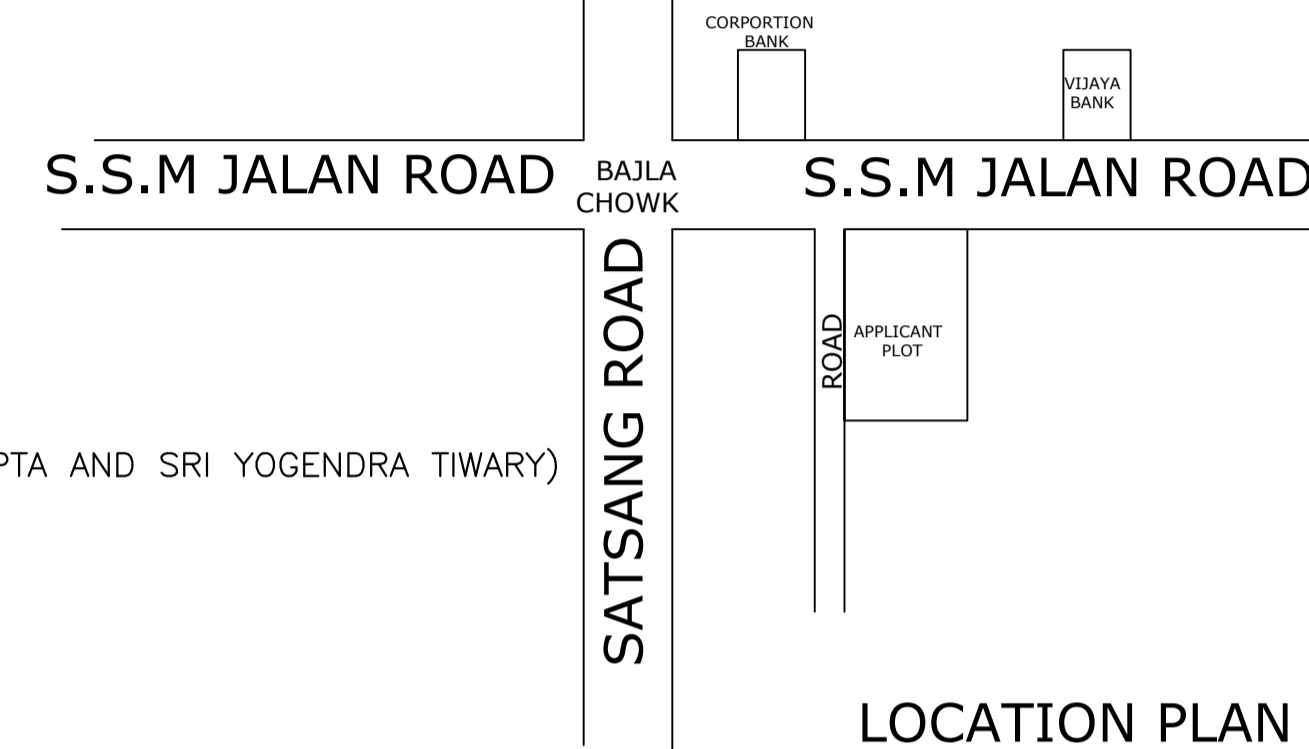 CORPORTION
BANK
VIJAYA
BANK
S.S.M JALAN ROAD
BAJLA
CHOWK
S.S.M JALAN ROAD
SATSANG ROAD
ROAD
APPLICANT
PLOT
AND SRI YOGENDRA TIWARY)
LOCATION PLAN